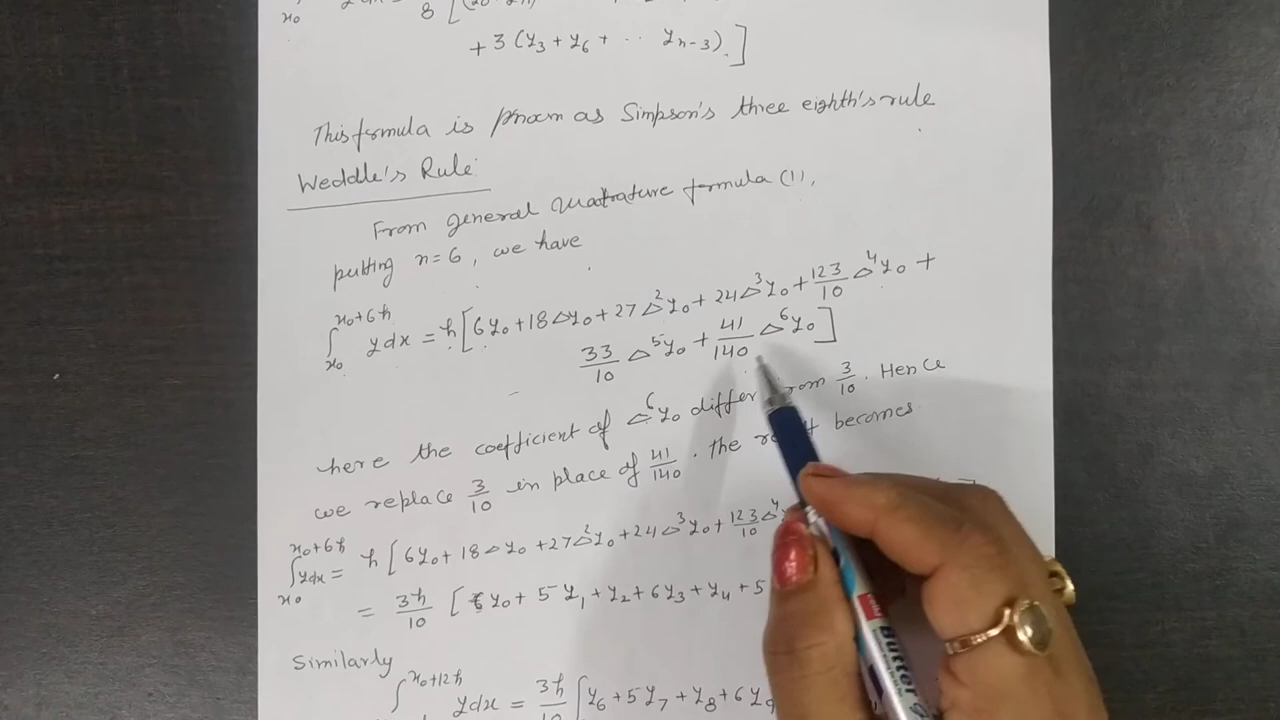 x₀ 8
+ 3 (y₃ + y₆ + ·· yₙ₋₃) ]
This formula is known as Simpson's three eighth's rule
Weddle's Rule:
From general Quadrature formula (1),
putting n=6, we have
∫ₓ₀^(x₀+6h) y dx = h [ 6y₀ + 18Δy₀ + 27Δ²y₀ + 24Δ³y₀ + 123/10 Δ⁴y₀ +
33/10 Δ⁵y₀ + 41/140 Δ⁶y₀ ]
here the coefficient of Δ⁶y₀ differ from 3/10. Hence
we replace 3/10 in place of 41/140. the result becomes
∫ₓ₀^(x₀+6h) y dx = h [ 6y₀ + 18Δy₀ + 27Δ²y₀ + 24Δ³y₀ + 123/10 Δ⁴
= 3h/10 [ y₀ + 5y₁ + y₂ + 6y₃ + y₄ + 5
Similarly
∫^(x₀+12h) y dx = 3h/10 [ y₆ + 5y₇ + y₈ + 6y₉
Butter